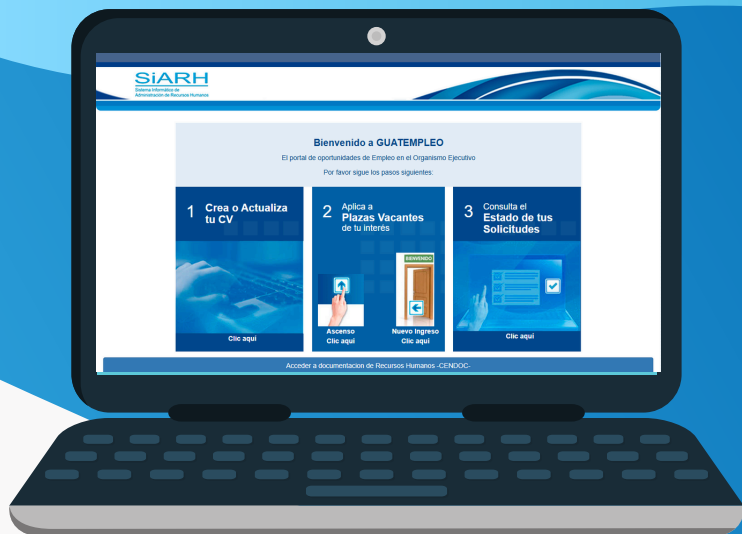 SiARH
Sistema Informático de
Administración de Recursos Humanos
Bienvenido a GUATEMPLEO
El portal de oportunidades de Empleo en el Organismo Ejecutivo
Por favor sigue los pasos siguientes:
1 Crea o Actualiza
tu CV
Clic aquí
2 Aplica a
Plazas Vacantes
de tu interés
BIENVENIDO
Ascenso
Clic aquí
Nuevo Ingreso
Clic aquí
3 Consulta el
Estado de tus
Solicitudes
Clic aquí
Acceder a documentacion de Recursos Humanos -CENDOC-